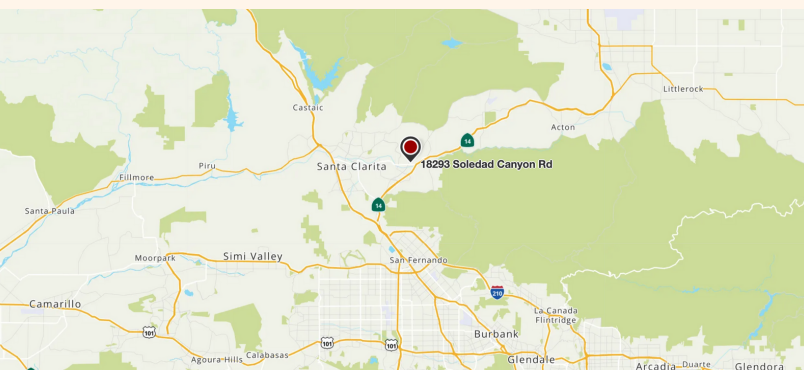 Littlerock
Castaic
Acton
14
18293 Soledad Canyon Rd
Santa Clarita
Piru
Fillmore
14
Santa Paula
Simi Valley
Moorpark
San Fernando
210
Camarillo
La Canada
Flintridge
101
Burbank
101
101
Agoura Hills
Calabasas
Glendale
Arcadia
Duarte
Glendora